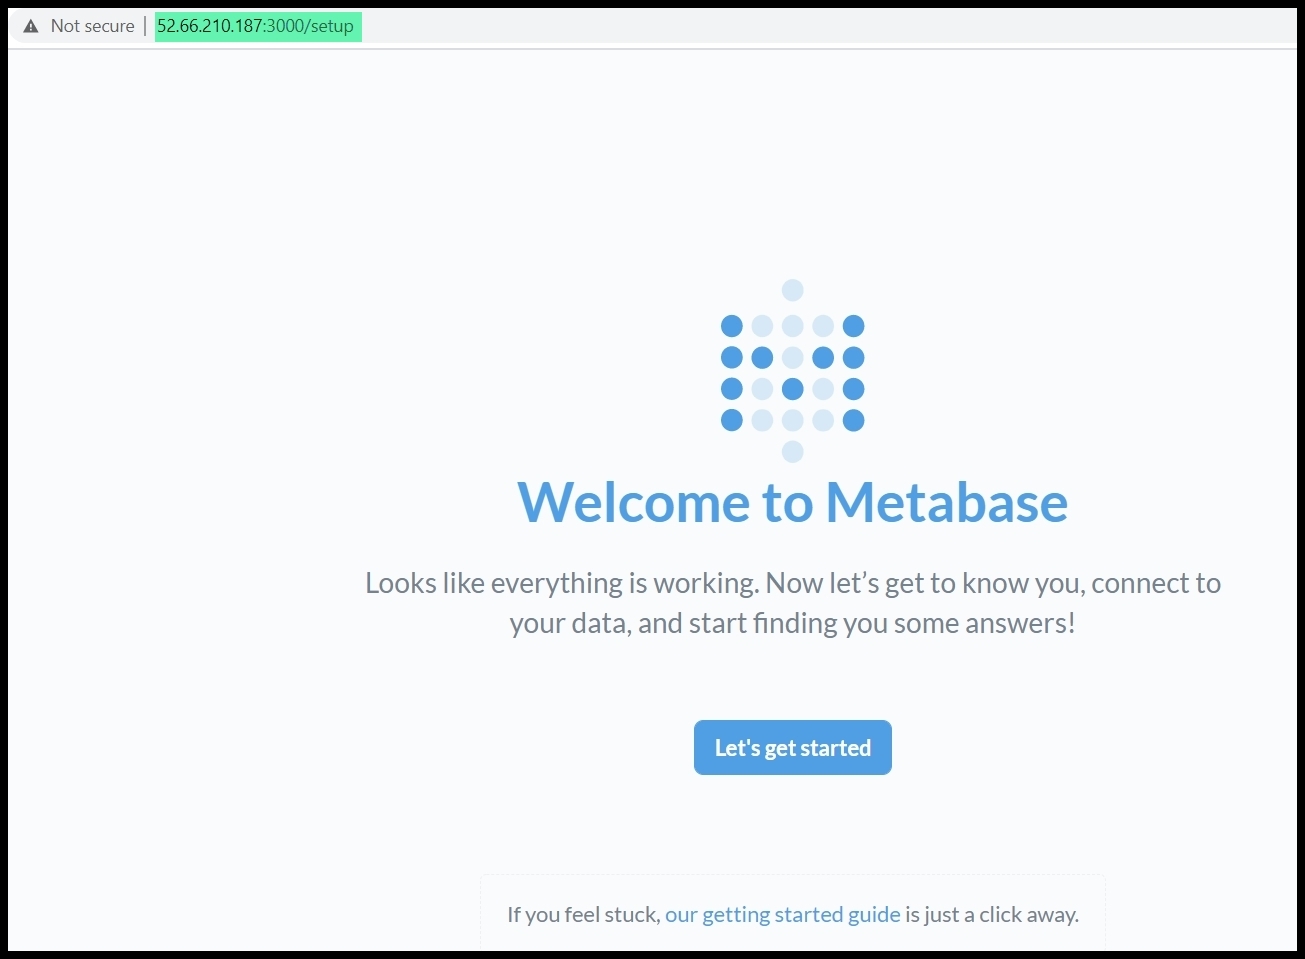 Not secure | 52.66.210.187:3000/setup
Welcome to Metabase
Looks like everything is working. Now let’s get to know you, connect to
your data, and start finding you some answers!
Let's get started
If you feel stuck, our getting started guide is just a click away.